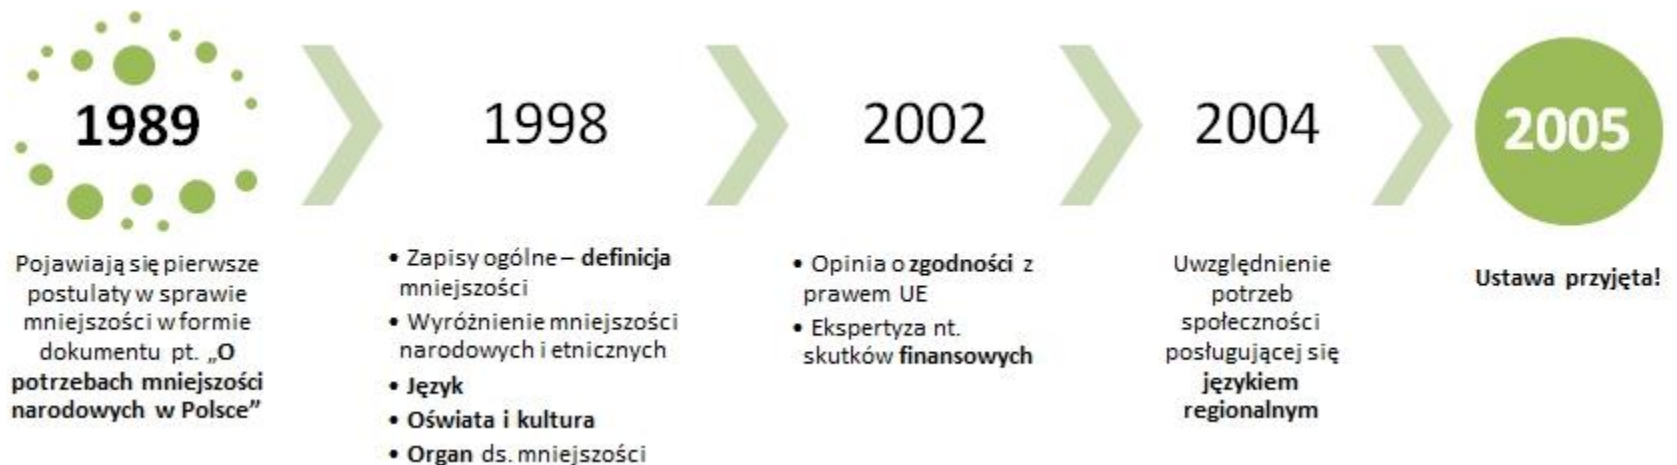 1989
Pojawiają się pierwsze
postulaty w sprawie
mniejszości w formie
dokumentu pt. „O
potrzebach mniejszości
narodowych w Polsce”
1998
• Zapisy ogólne – definicja
mniejszości
• Wyróżnienie mniejszości
narodowych i etnicznych
• Język
• Oświata i kultura
• Organ ds. mniejszości
2002
• Opinia o zgodności z
prawem UE
• Ekspertyza nt.
skutków finansowych
2004
Uwzględnienie
potrzeb
społeczności
posługującej się
językiem
regionalnym
2005
Ustawa przyjęta!